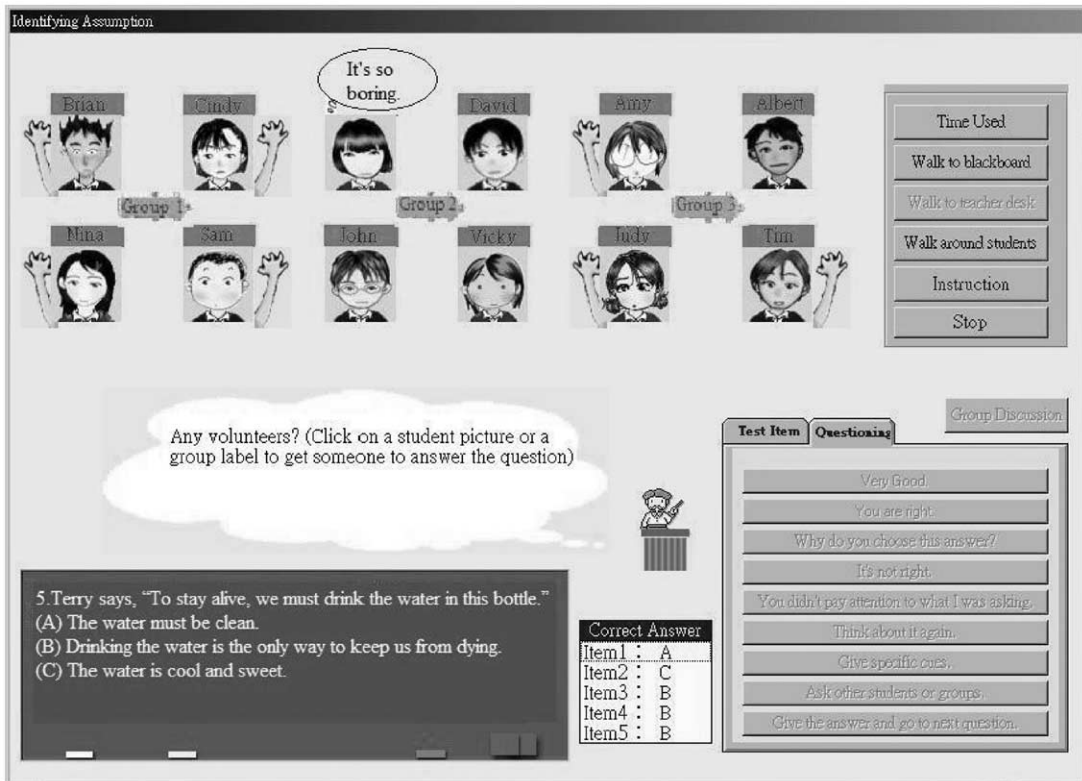 Identifying Assumption
It's so
boring.
Brian
Cindy
David
Amy
Albert
Group 1
Group 2
Group 3
Nina
Sam
John
Vicky
Judy
Tim
Time Used
Walk to blackboard
Walk to teacher desk
Walk around students
Instruction
Stop
Any volunteers? (Click on a student picture or a
group label to get someone to answer the question)
Group Discussion
Test Item
Questioning
Very Good.
You are right.
Why do you choose this answer?
It's not right.
You didn't pay attention to what I was asking.
Think about it again.
Give specific cues.
Ask other students or groups.
Give the answer and go to next question.
5.Terry says, “To stay alive, we must drink the water in this bottle.”
(A) The water must be clean.
(B) Drinking the water is the only way to keep us from dying.
(C) The water is cool and sweet.
Correct Answer
Item1 : A
Item2 : C
Item3 : B
Item4 : B
Item5 : B